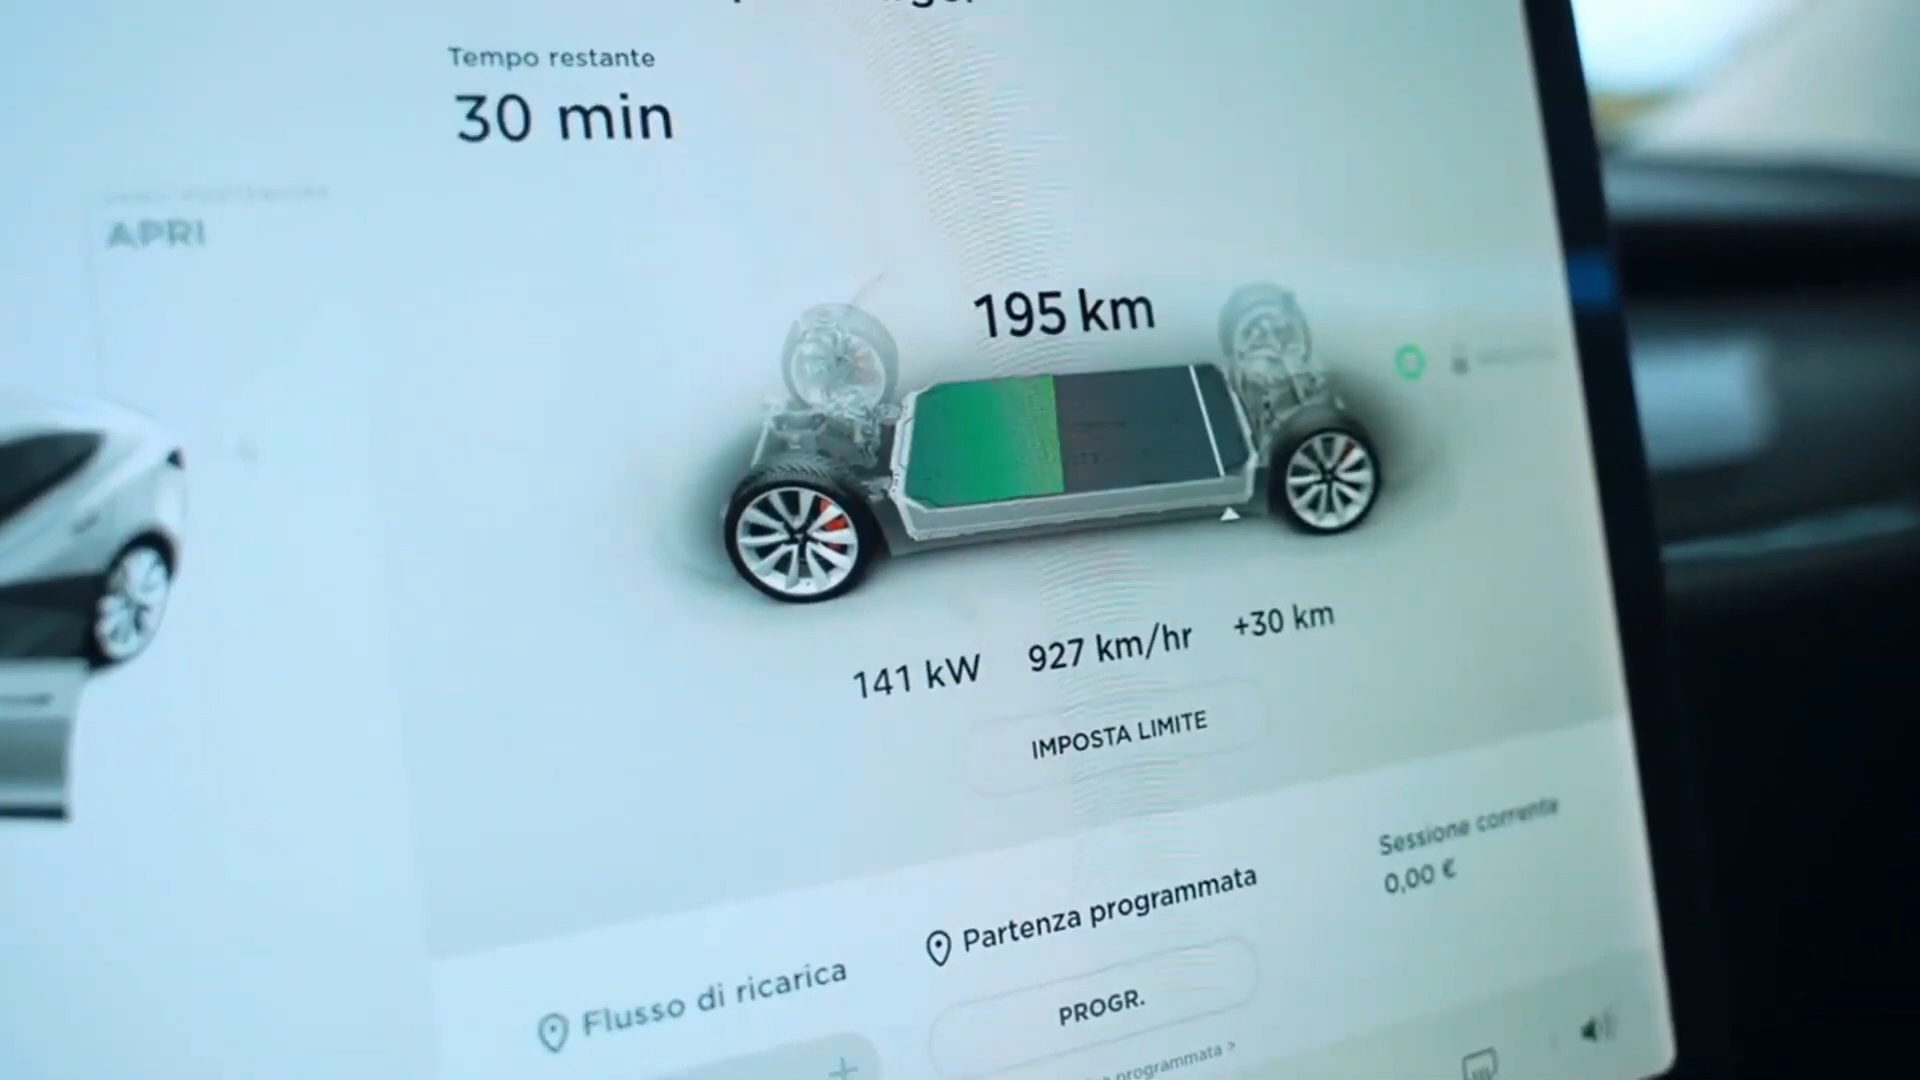 Tempo restante
30 min
APRI
195 km
141 kW 927 km/hr +30 km
IMPOSTA LIMITE
Sessione corrente
0,00 €
Partenza programmata
Flusso di ricarica
PROGR.
programmata >
+